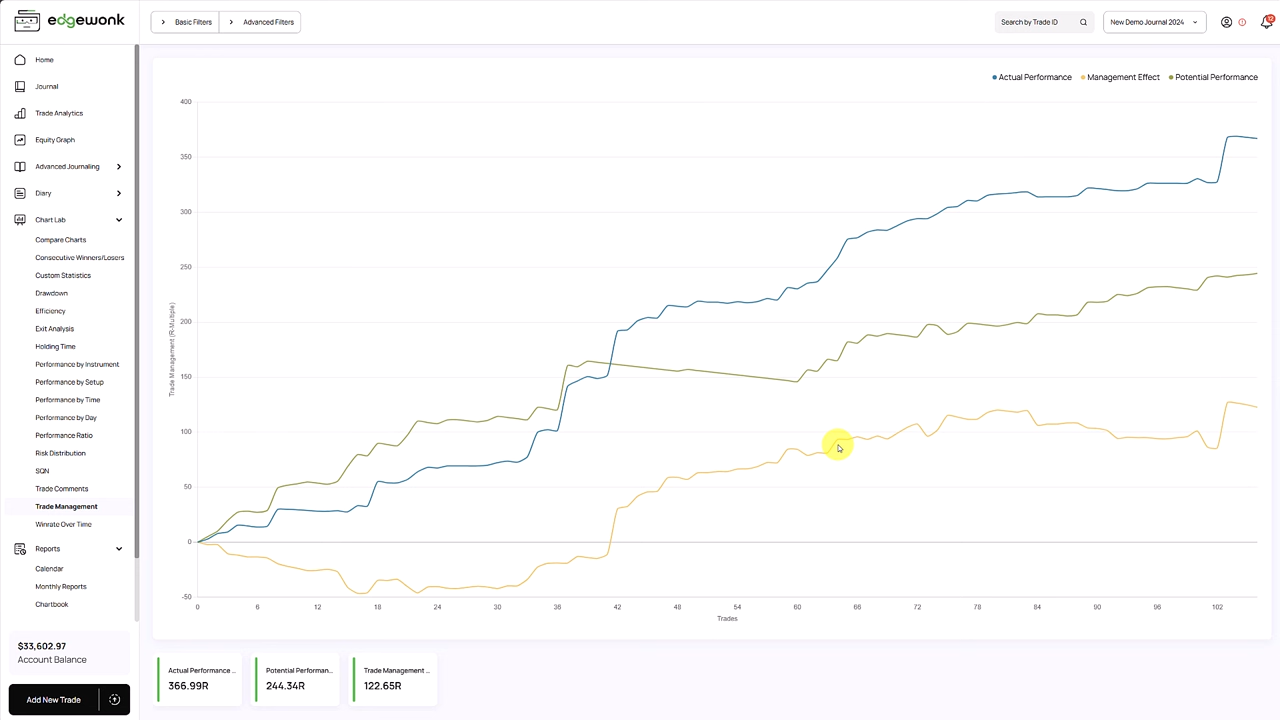 edgewonk
Basic Filters
Advanced Filters
Search by Trade ID
New Demo Journal 2024
12
Home
Journal
Trade Analytics
Equity Graph
Advanced Journaling
Diary
Chart Lab
Compare Charts
Consecutive Winners/Losers
Custom Statistics
Drawdown
Efficiency
Exit Analysis
Holding Time
Performance by Instrument
Performance by Setup
Performance by Time
Performance by Day
Performance Ratio
Risk Distribution
SQN
Trade Comments
Trade Management
Winrate Over Time
Reports
Calendar
Monthly Reports
Chartbook
$33,602.97
Account Balance
Add New Trade
Actual Performance
Management Effect
Potential Performance
400
350
300
250
200
150
100
50
0
-50
Trade Management (R-Multiple)
0 6 12 18 24 30 36 42 48 54 60 66 72 78 84 90 96 102
Trades
Actual Performance ...
366.99R
Potential Performan...
244.34R
Trade Management ...
122.65R